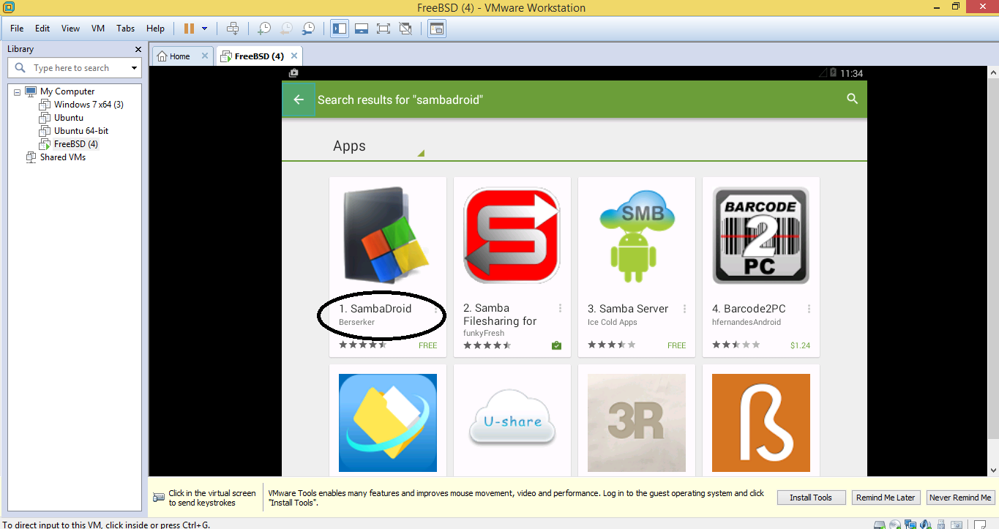 FreeBSD (4) - VMware Workstation
File Edit View VM Tabs Help
Library
Type here to search
My Computer
Windows 7 x64 (3)
Ubuntu
Ubuntu 64-bit
FreeBSD (4)
Shared VMs
Home
FreeBSD (4)
11:34
Search results for "sambadroid"
Apps
1. SambaDroid
Berserker
FREE
2. Samba
Filesharing for
funkyFresh
SMB
3. Samba Server
Ice Cold Apps
FREE
BARCODE
2
PC
4. Barcode2PC
hfernandesAndroid
$1.24
U-share
3R
ß
Click in the virtual screen
to send keystrokes
VMware Tools enables many features and improves mouse movement, video and performance. Log in to the guest operating system and click
"Install Tools".
Install Tools
Remind Me Later
Never Remind Me
To direct input to this VM, click inside or press Ctrl+G.